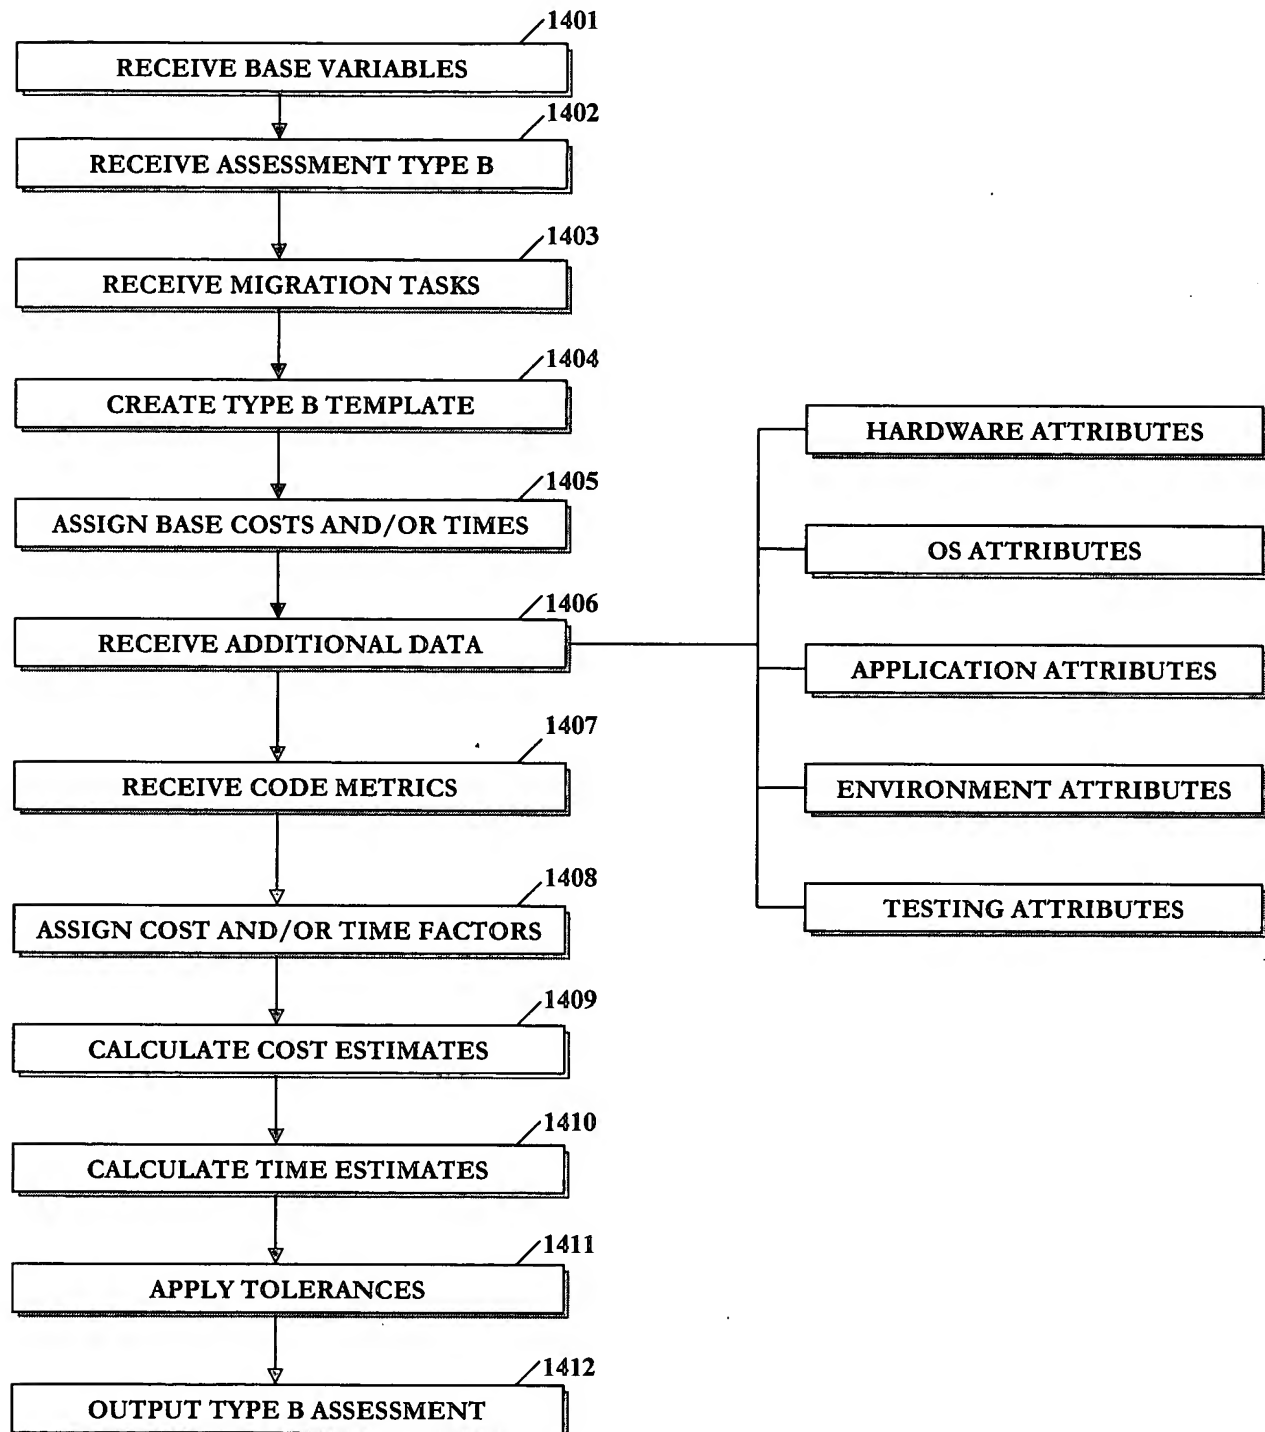 1401
RECEIVE BASE VARIABLES
1402
RECEIVE ASSESSMENT TYPE B
1403
RECEIVE MIGRATION TASKS
1404
CREATE TYPE B TEMPLATE
1405
ASSIGN BASE COSTS AND/OR TIMES
1406
RECEIVE ADDITIONAL DATA
HARDWARE ATTRIBUTES
OS ATTRIBUTES
APPLICATION ATTRIBUTES
ENVIRONMENT ATTRIBUTES
TESTING ATTRIBUTES
1407
RECEIVE CODE METRICS
1408
ASSIGN COST AND/OR TIME FACTORS
1409
CALCULATE COST ESTIMATES
1410
CALCULATE TIME ESTIMATES
1411
APPLY TOLERANCES
1412
OUTPUT TYPE B ASSESSMENT